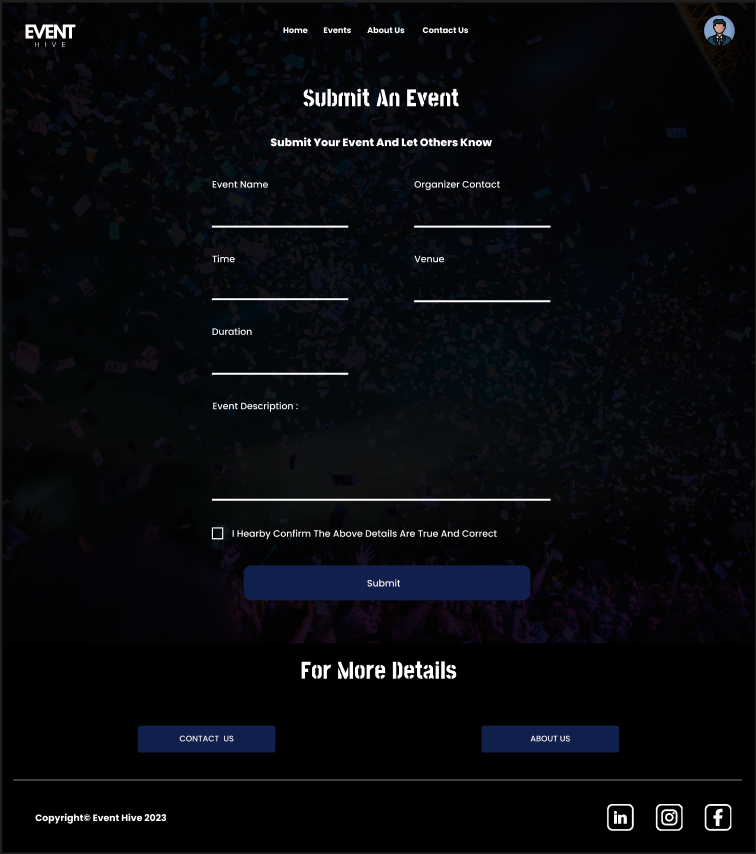 EVENT
HIVE
Home Events About Us Contact Us
Submit An Event
Submit Your Event And Let Others Know
Event Name Organizer Contact
Time Venue
Duration
Event Description :
I Hearby Confirm The Above Details Are True And Correct
Submit
For More Details
CONTACT US ABOUT US
Copyright© Event Hive 2023 in f